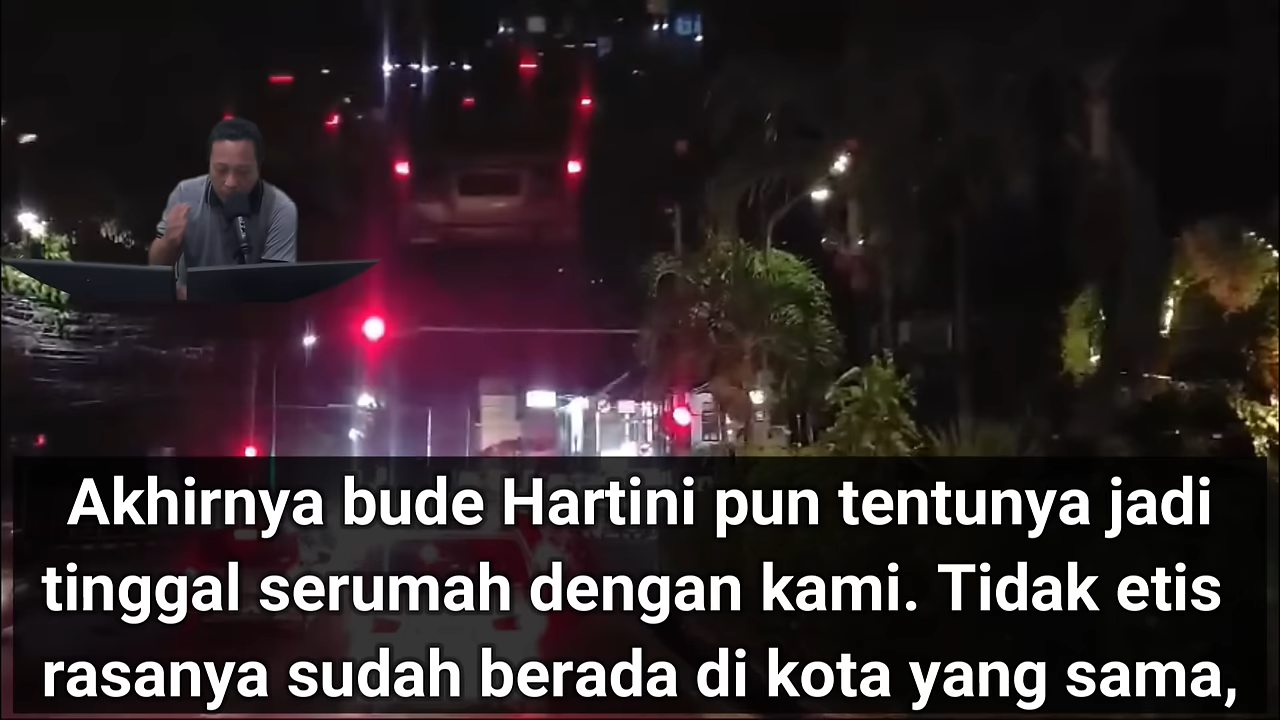 Akhirnya bude Hartini pun tentunya jadi
tinggal serumah dengan kami. Tidak etis
rasanya sudah berada di kota yang sama,